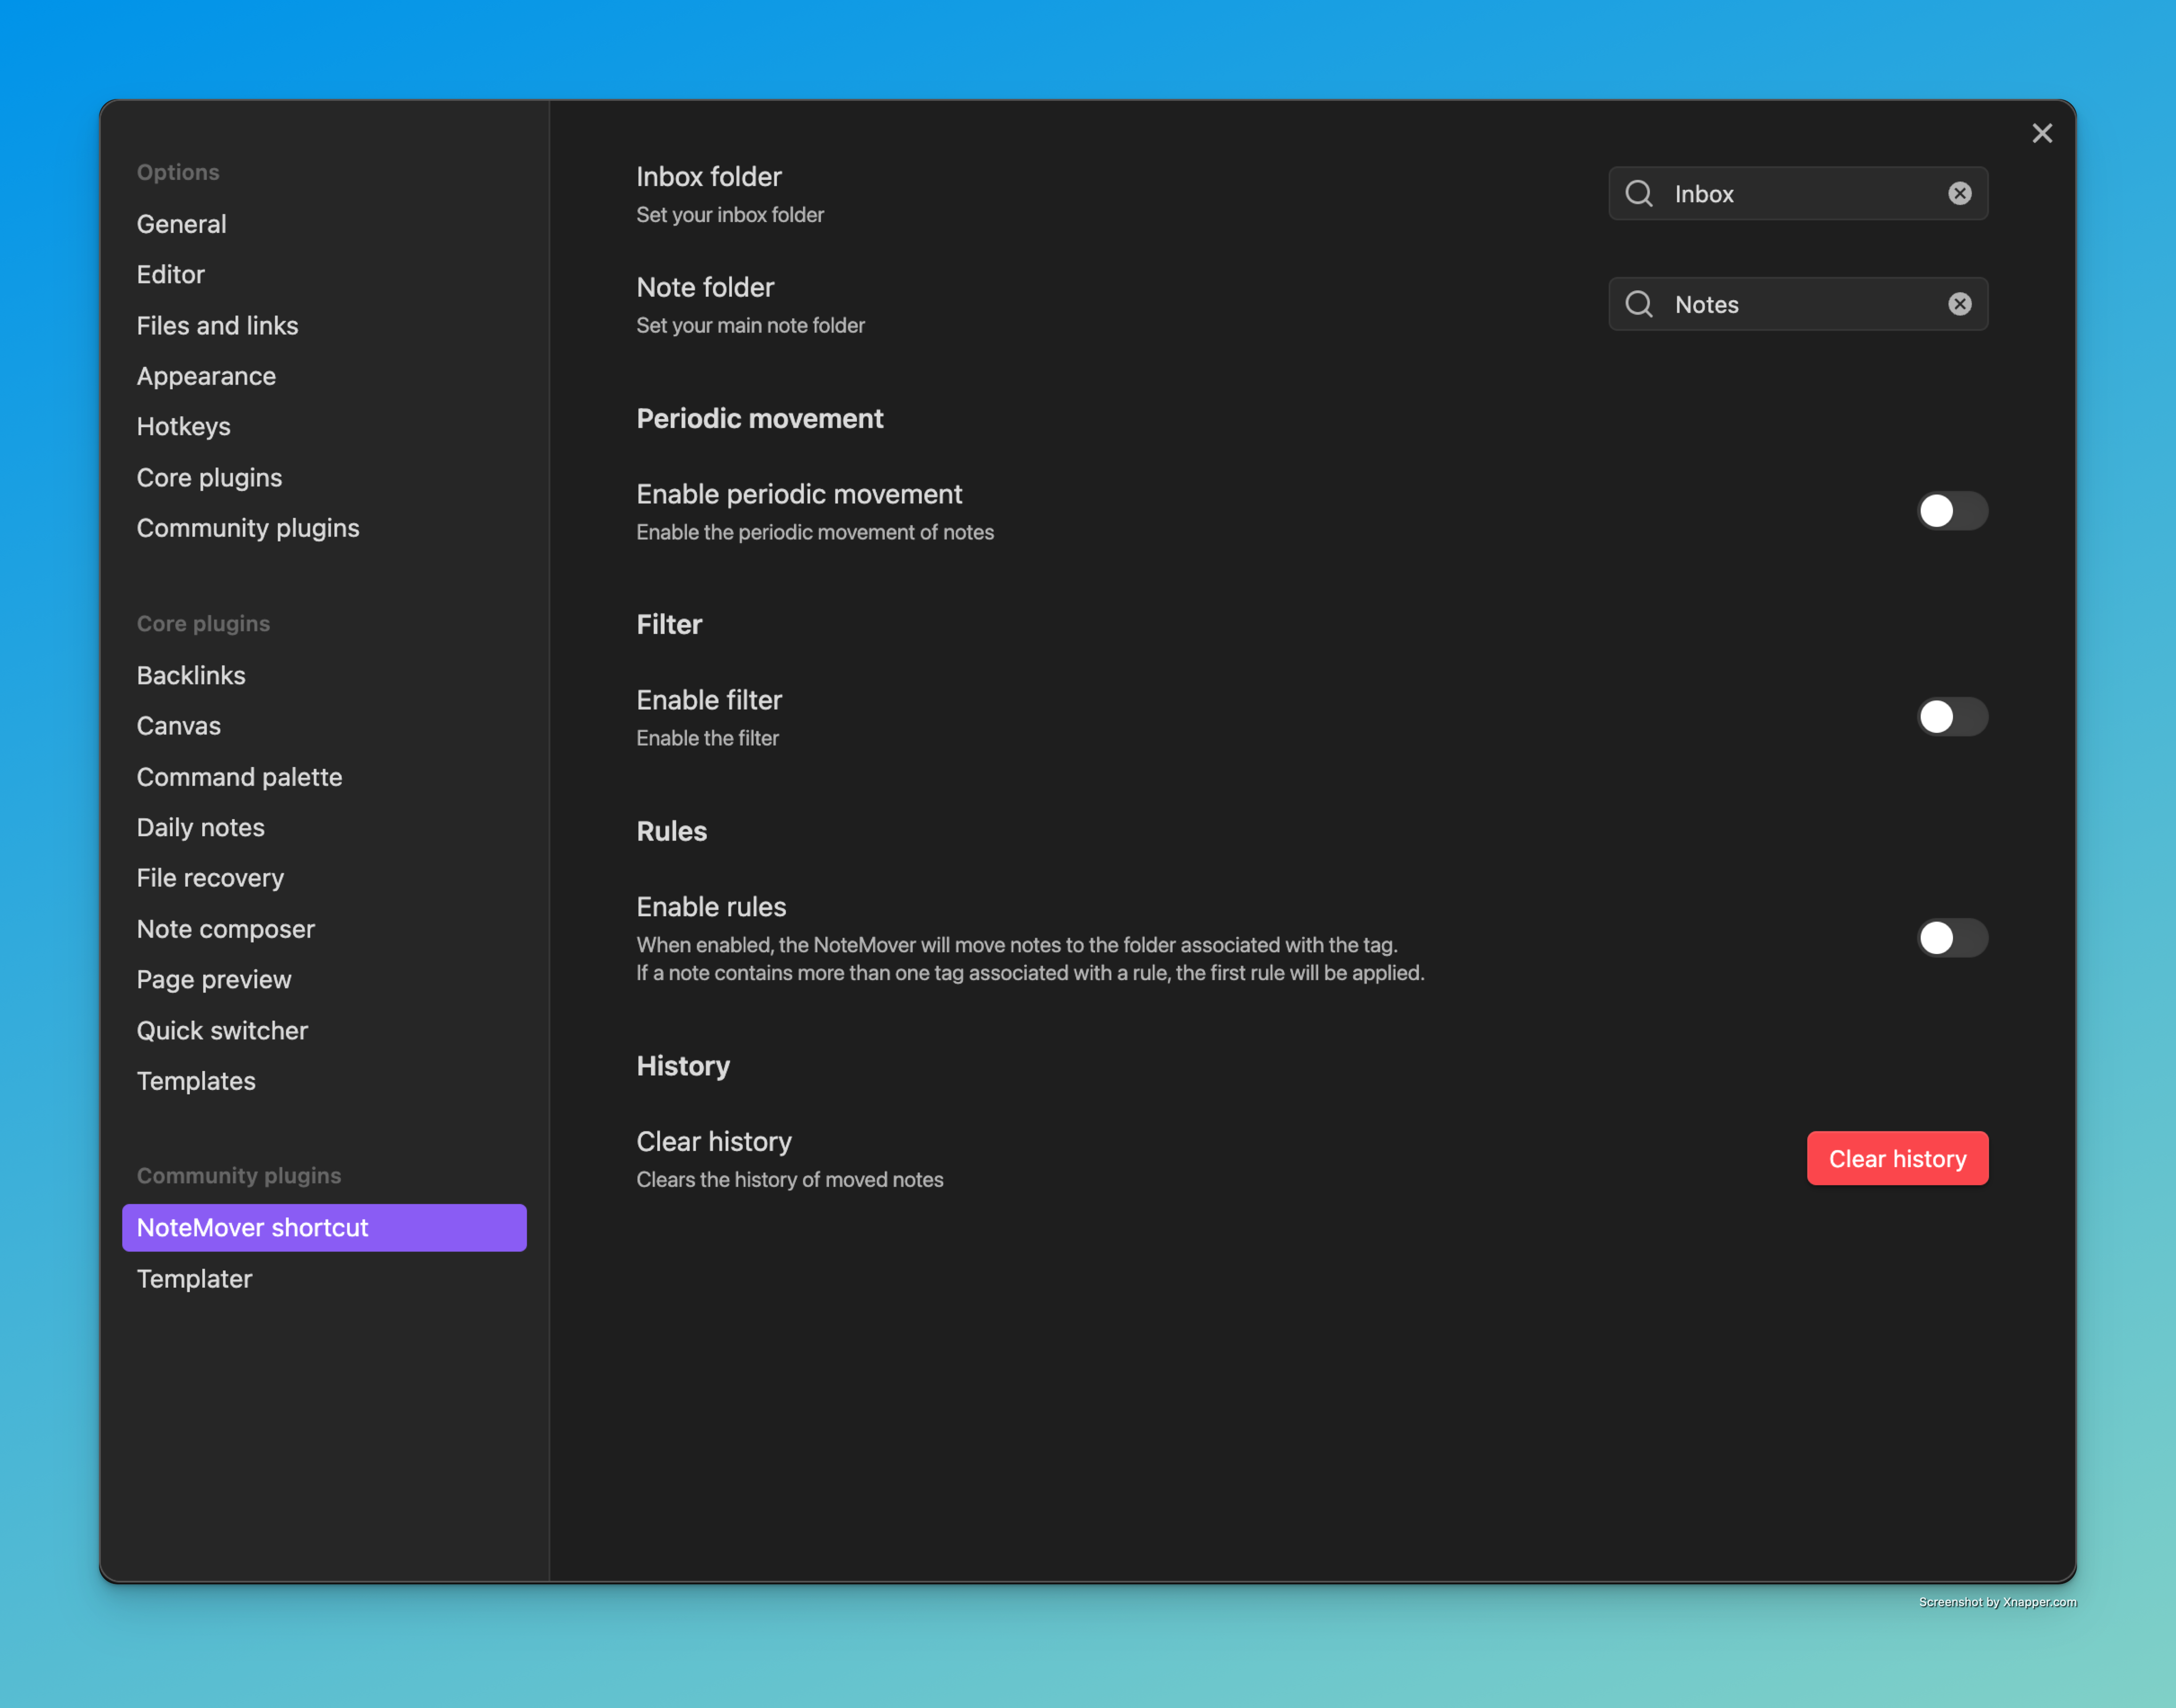 Options
General
Editor
Files and links
Appearance
Hotkeys
Core plugins
Community plugins
Core plugins
Backlinks
Canvas
Command palette
Daily notes
File recovery
Note composer
Page preview
Quick switcher
Templates
Community plugins
NoteMover shortcut
Templater
Inbox folder
Set your inbox folder
Inbox
Note folder
Set your main note folder
Notes
Periodic movement
Enable periodic movement
Enable the periodic movement of notes
Filter
Enable filter
Enable the filter
Rules
Enable rules
When enabled, the NoteMover will move notes to the folder associated with the tag.
If a note contains more than one tag associated with a rule, the first rule will be applied.
History
Clear history
Clears the history of moved notes
Clear history
Screenshot by Xnapper.com